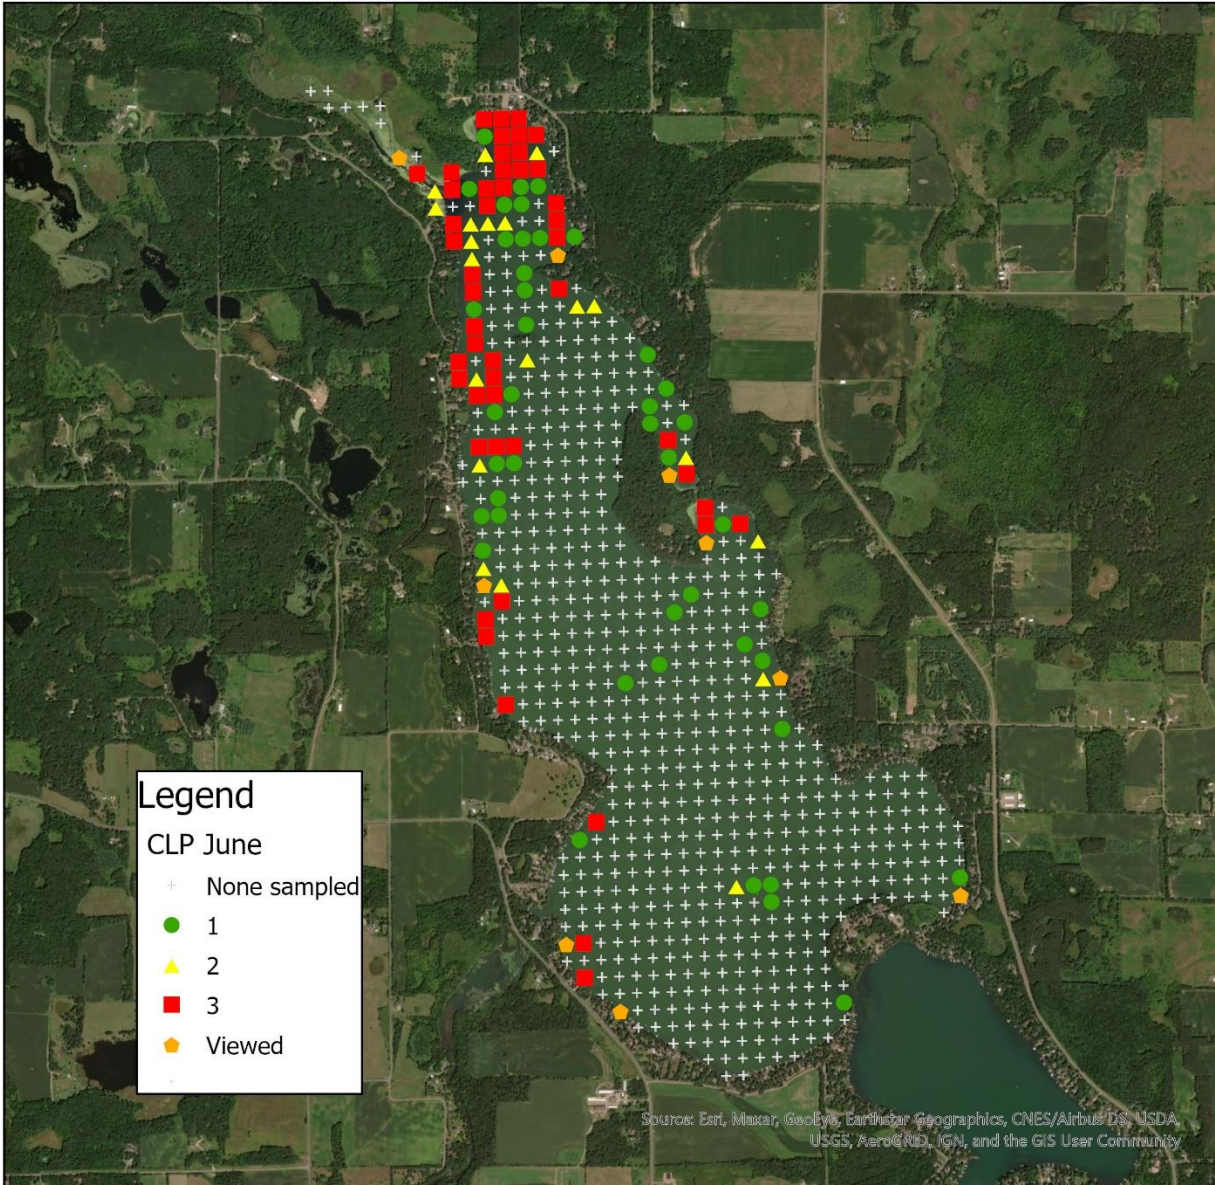 Legend
CLP June
None sampled
1
2
3
Viewed
Source: Esri, Maxar, GeoEye, Earthstar Geographics, CNES/Airbus DS, USDA,
USGS, AeroGRID, IGN, and the GIS User Community